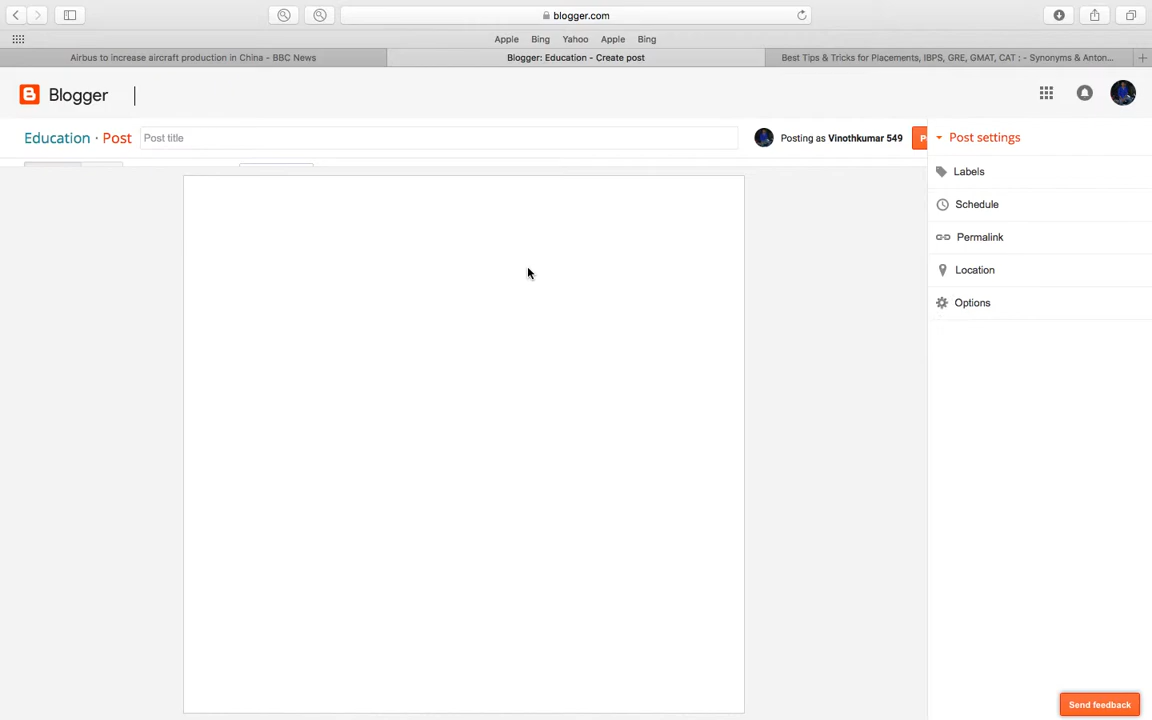 blogger.com
Apple Bing Yahoo Apple Bing
Airbus to increase aircraft production in China - BBC News
Blogger: Education - Create post
Best Tips & Tricks for Placements, IBPS, GRE, GMAT, CAT : - Synonyms & Anton...
Blogger
Education · Post
Post title
Posting as Vinothkumar 549
P
Post settings
Labels
Schedule
Permalink
Location
Options
Send feedback